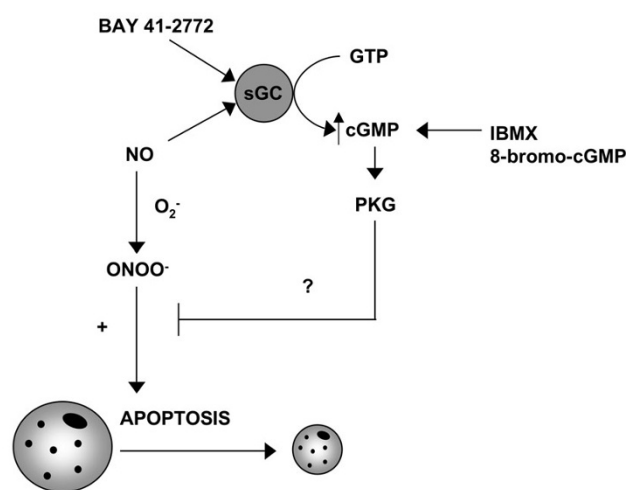 BAY 41-2772
GTP
sGC
cGMP
IBMX
8-bromo-cGMP
NO
PKG
O₂⁻
ONOO⁻
?
+
APOPTOSIS